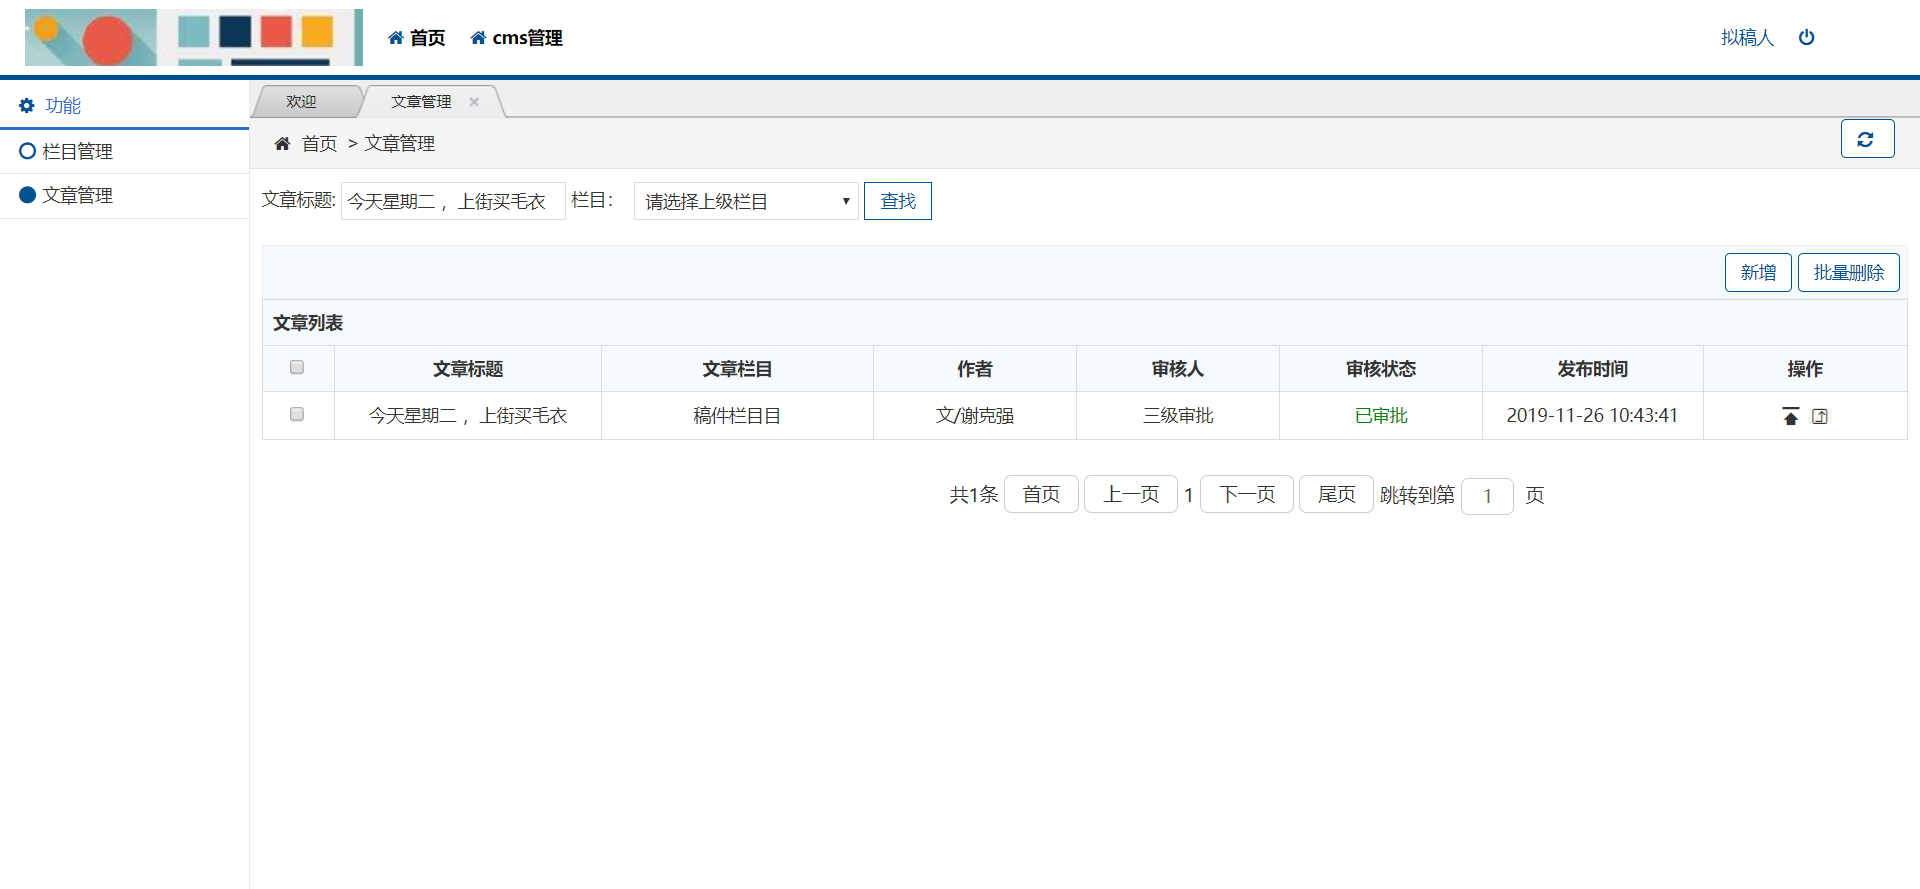 首页 cms管理 拟稿人
功能
栏目管理
文章管理
欢迎 文章管理
首页 > 文章管理
文章标题: 今天星期二 ，上街买毛衣 栏目： 请选择上级栏目 查找
新增 批量删除
文章列表
文章标题 文章栏目 作者 审核人 审核状态 发布时间 操作
今天星期二 ，上街买毛衣 稿件栏目目 文/谢克强 三级审批 已审批 2019-11-26 10:43:41
共1条 首页 上一页 1 下一页 尾页 跳转到第 1 页